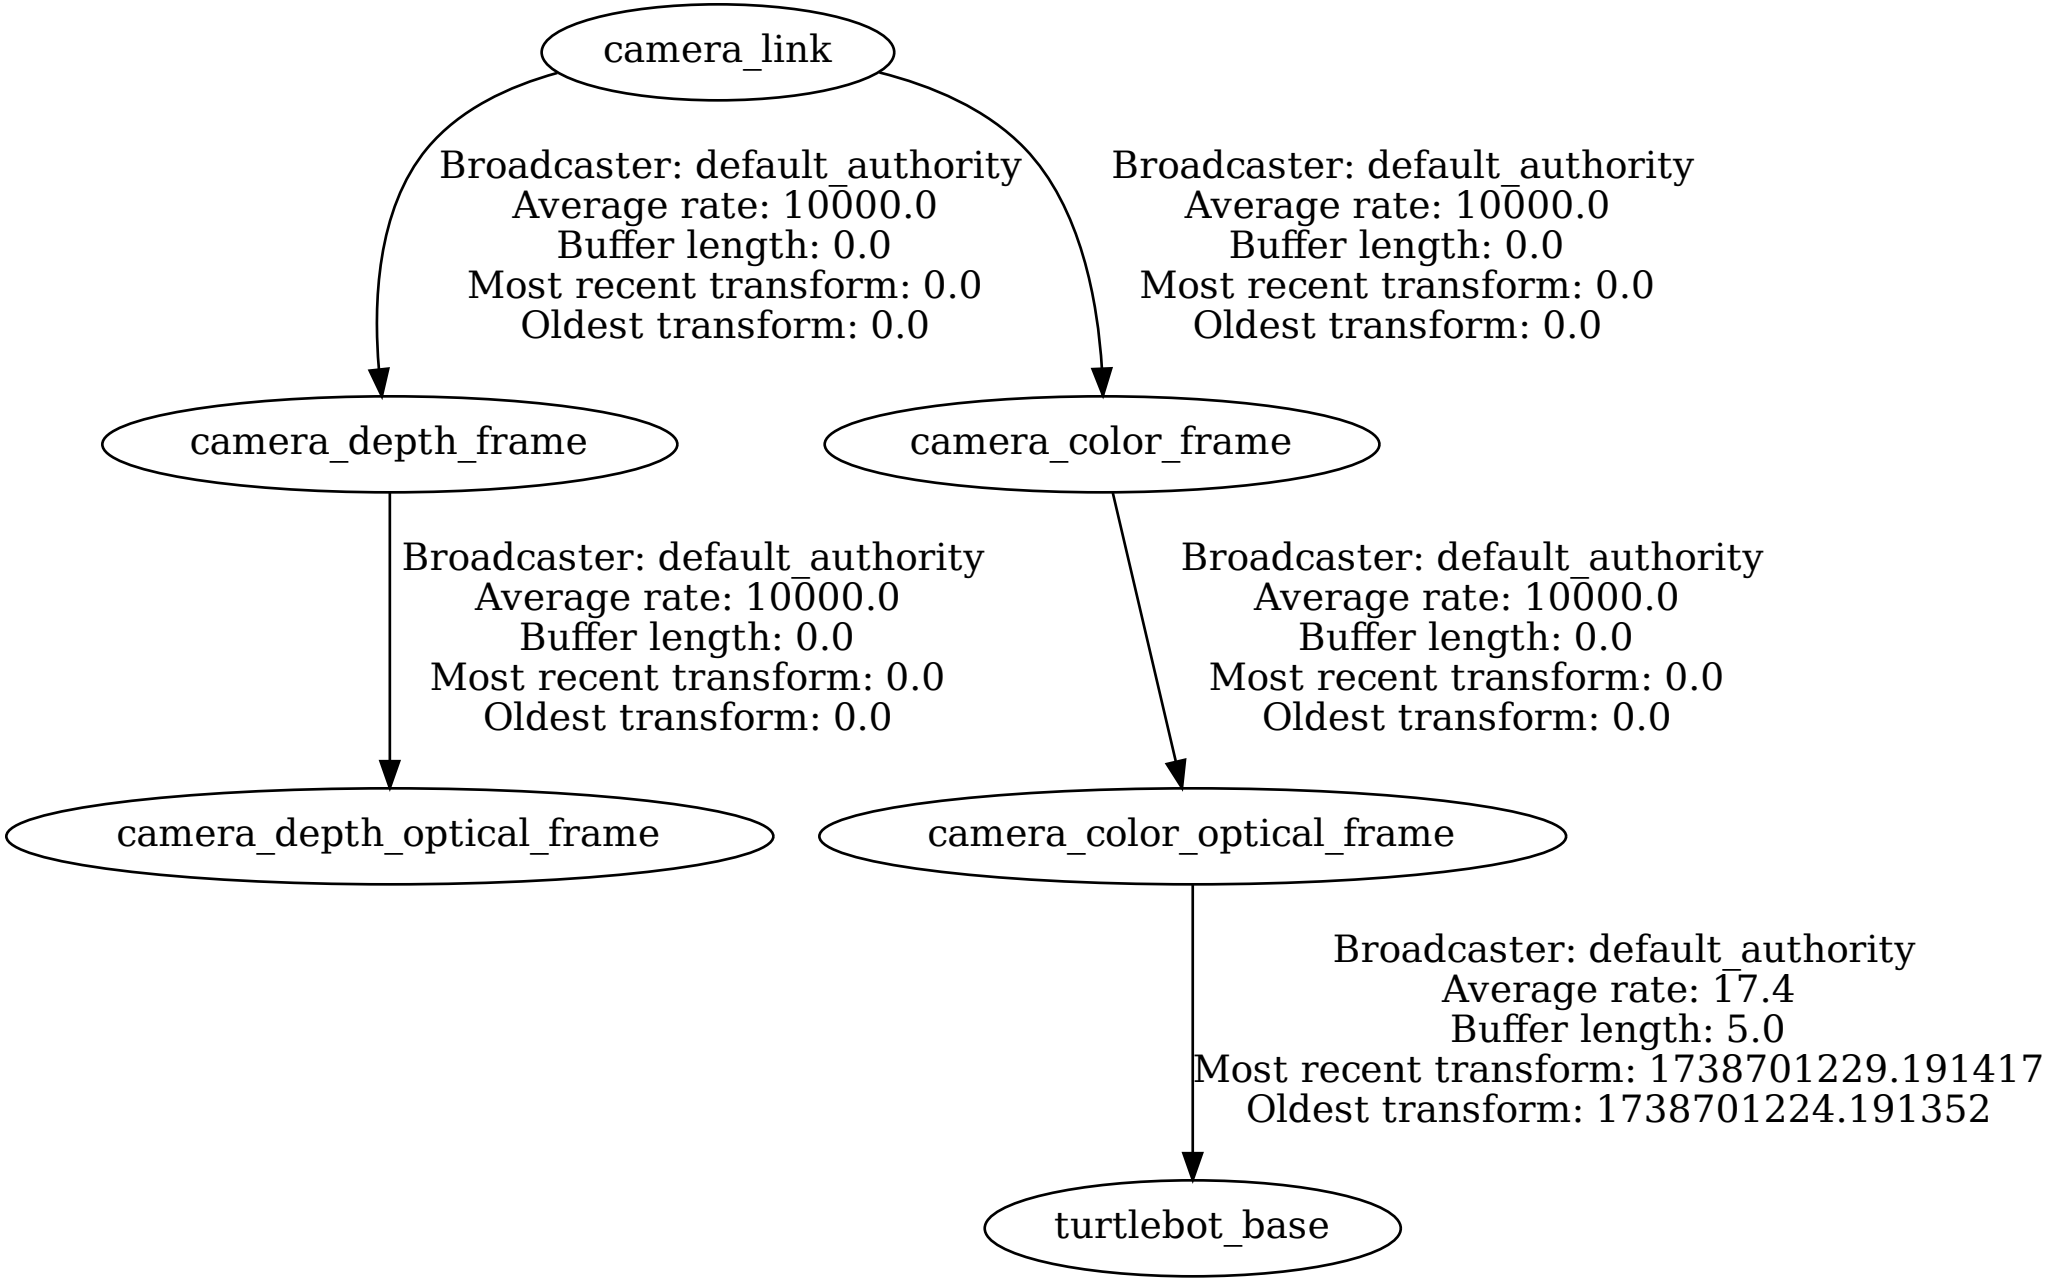 camera_link
Broadcaster: default_authority
Average rate: 10000.0
Buffer length: 0.0
Most recent transform: 0.0
Oldest transform: 0.0
Broadcaster: default_authority
Average rate: 10000.0
Buffer length: 0.0
Most recent transform: 0.0
Oldest transform: 0.0
camera_depth_frame
camera_color_frame
Broadcaster: default_authority
Average rate: 10000.0
Buffer length: 0.0
Most recent transform: 0.0
Oldest transform: 0.0
Broadcaster: default_authority
Average rate: 10000.0
Buffer length: 0.0
Most recent transform: 0.0
Oldest transform: 0.0
camera_depth_optical_frame
camera_color_optical_frame
Broadcaster: default_authority
Average rate: 17.4
Buffer length: 5.0
Most recent transform: 1738701229.191417
Oldest transform: 1738701224.191352
turtlebot_base